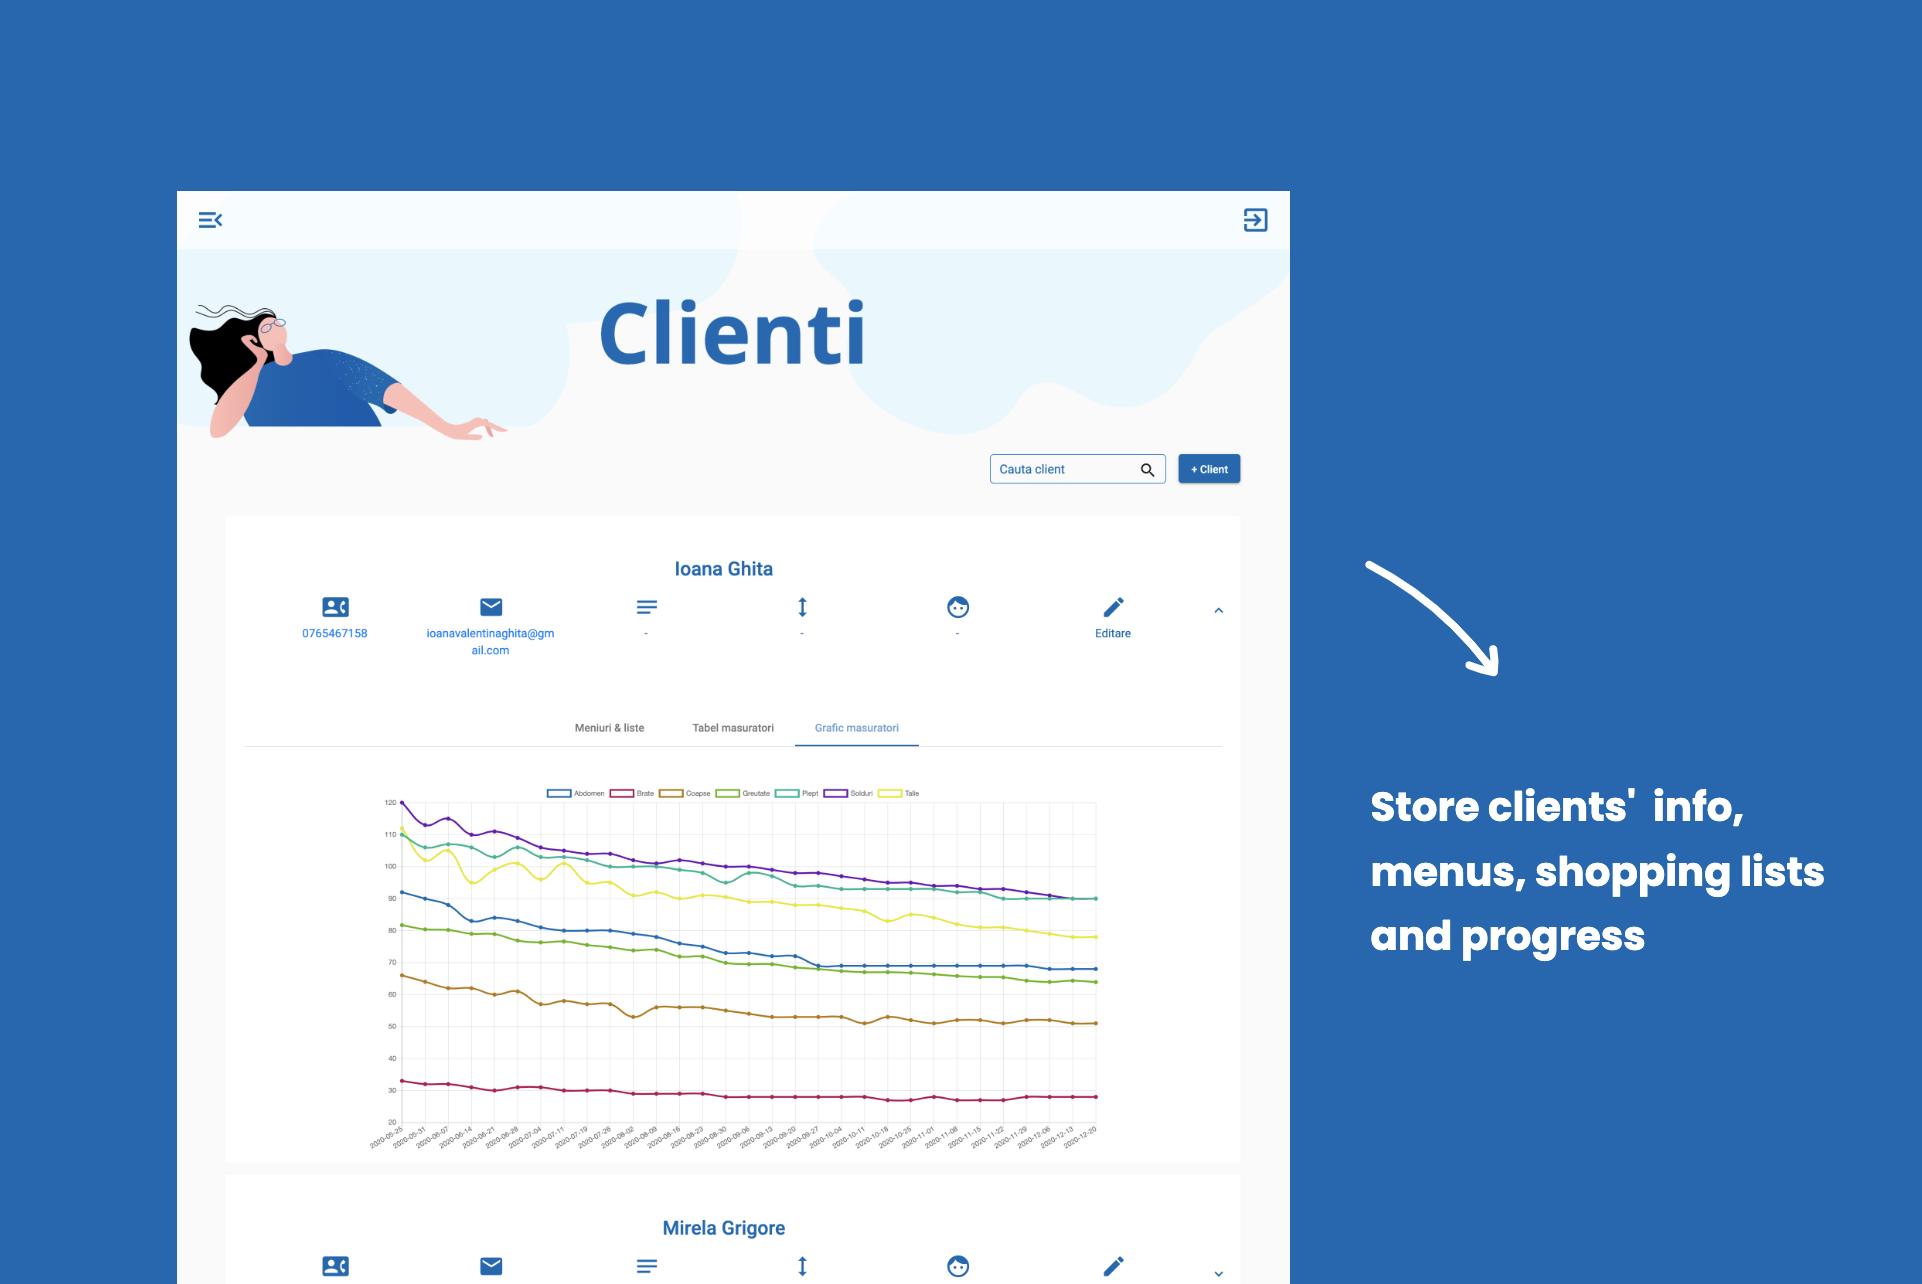 Clienti
Cauta client
+ Client
Ioana Ghita
0765467158
ioanavalentinaghita@gm
ail.com
-
-
-
Editare
Meniuri & liste
Tabel masuratori
Grafic masuratori
Abdomen
Brate
Coapse
Greutate
Piept
Solduri
Talie
120
110
100
90
80
70
60
50
40
30
20
2020-05-25
2020-05-31
2020-06-07
2020-06-14
2020-06-21
2020-06-28
2020-07-04
2020-07-11
2020-07-19
2020-07-26
2020-08-02
2020-08-09
2020-08-16
2020-08-23
2020-08-30
2020-09-06
2020-09-13
2020-09-20
2020-09-27
2020-10-04
2020-10-11
2020-10-18
2020-10-25
2020-11-01
2020-11-08
2020-11-15
2020-11-22
2020-11-29
2020-12-06
2020-12-13
2020-12-20
Mirela Grigore
Store clients' info,
menus, shopping lists
and progress